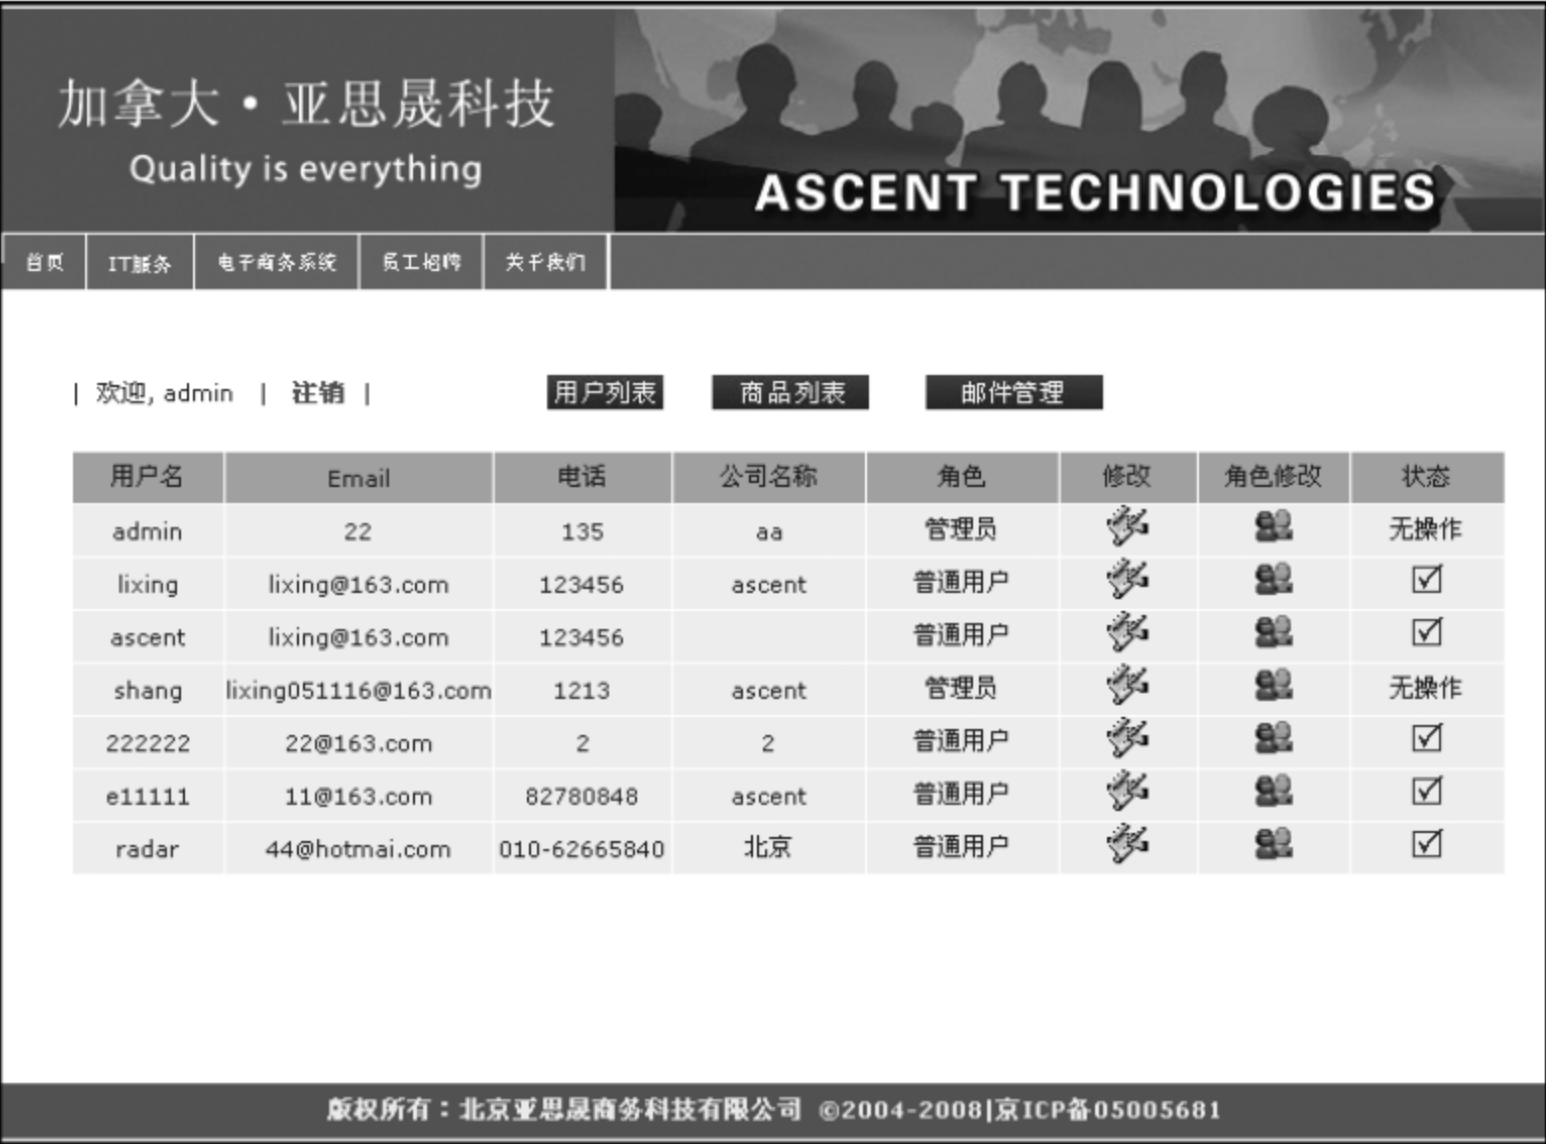 加拿大·亚思晟科技
Quality is everything
ASCENT TECHNOLOGIES
首页 IT服务 电子商务系统 员工招聘 关于我们
| 欢迎, admin | 注销 | 用户列表 商品列表 邮件管理
用户名 Email 电话 公司名称 角色 修改 角色修改 状态
admin 22 135 aa 管理员 无操作
lixing lixing@163.com 123456 ascent 普通用户
ascent lixing@163.com 123456 普通用户
shang lixing051116@163.com 1213 ascent 管理员 无操作
222222 22@163.com 2 2 普通用户
e11111 11@163.com 82780848 ascent 普通用户
radar 44@hotmai.com 010-62665840 北京 普通用户
版权所有：北京亚思晟商务科技有限公司 ©2004-2008|京ICP备05005681